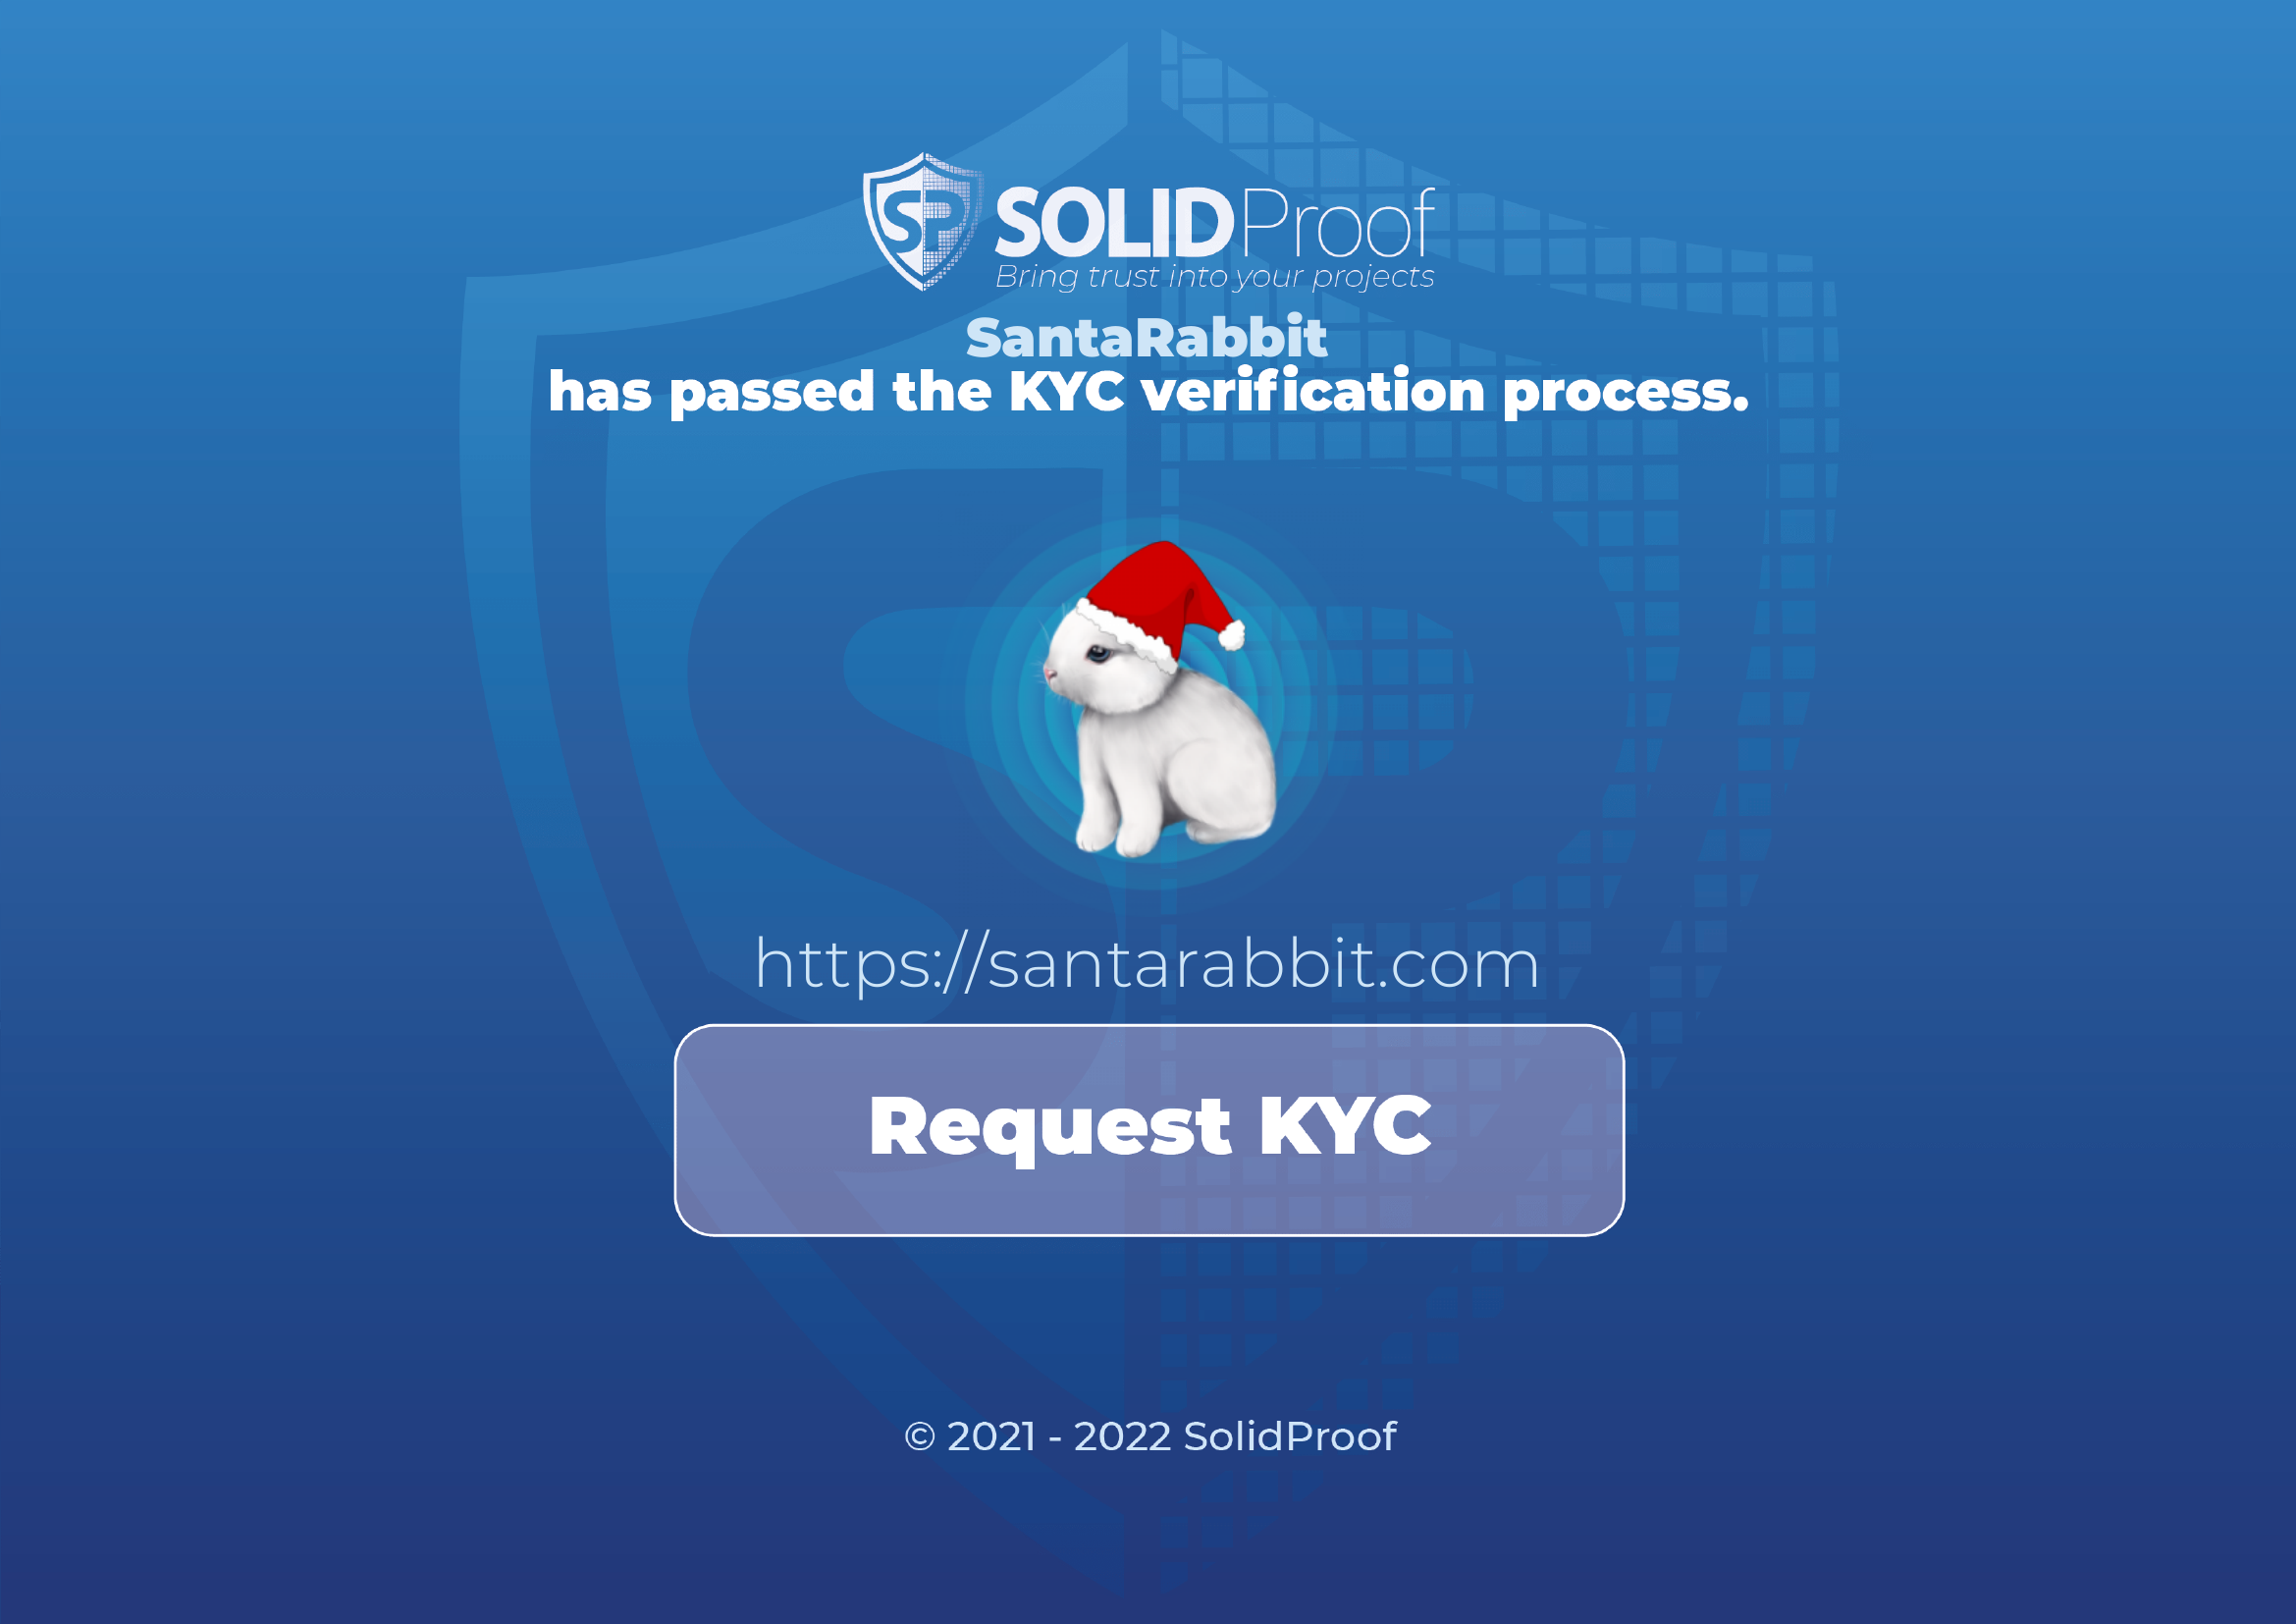 SP SOLIDProof
Bring trust into your projects
SantaRabbit
has passed the KYC verification process.
https://santarabbit.com
Request KYC
© 2021 - 2022 SolidProof